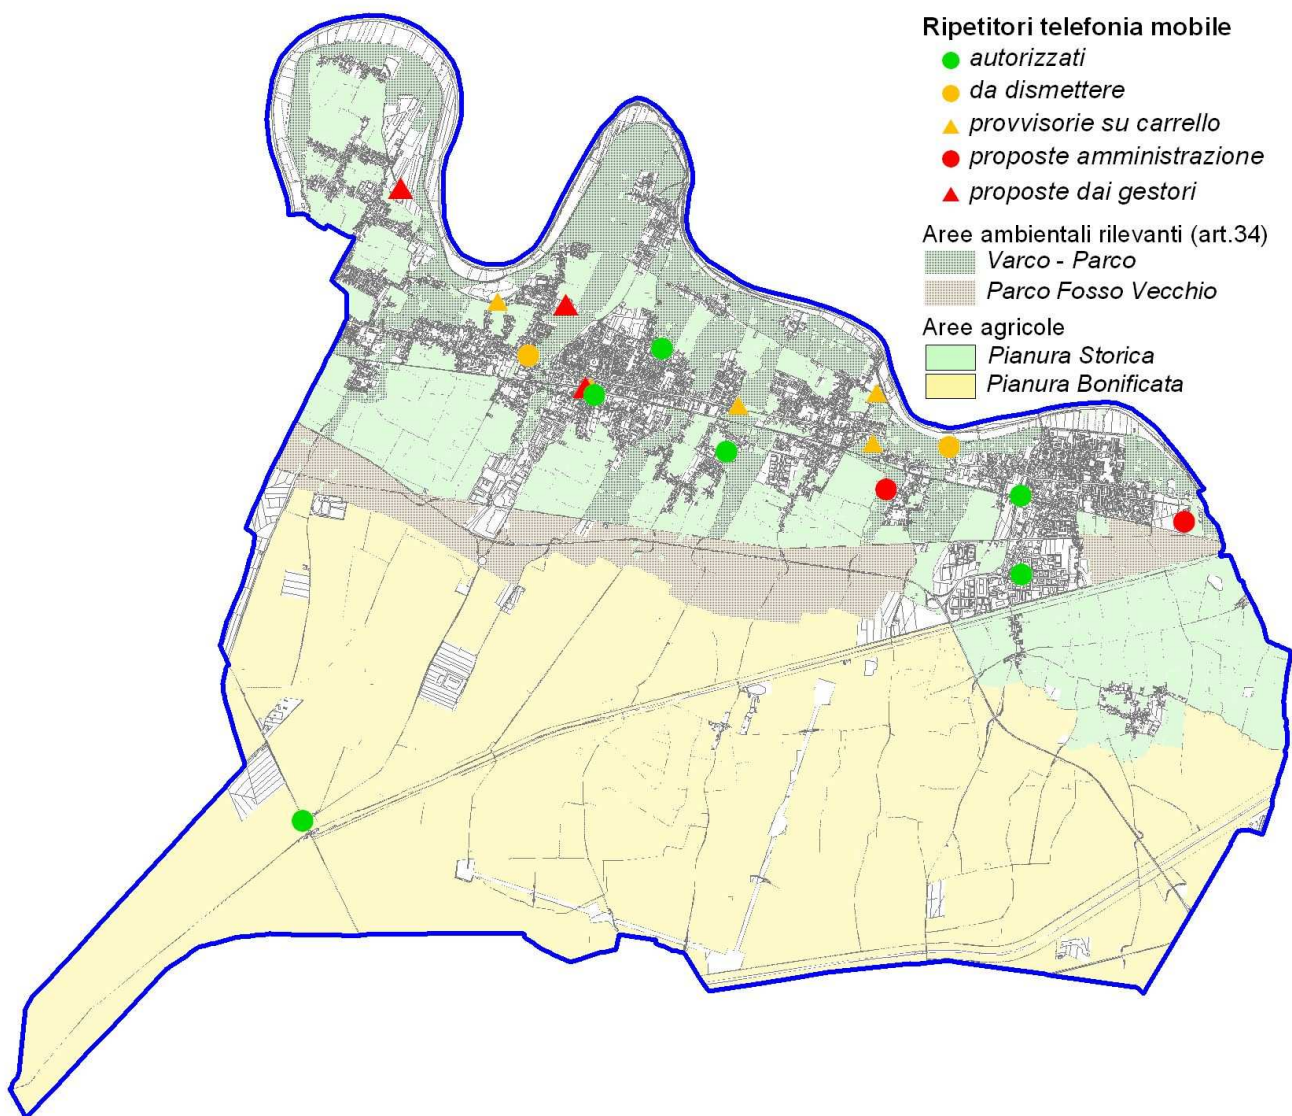 Ripetitori telefonia mobile
autorizzati
da dismettere
provvisorie su carrello
proposte amministrazione
proposte dai gestori
Aree ambientali rilevanti (art.34)
Varco - Parco
Parco Fosso Vecchio
Aree agricole
Pianura Storica
Pianura Bonificata